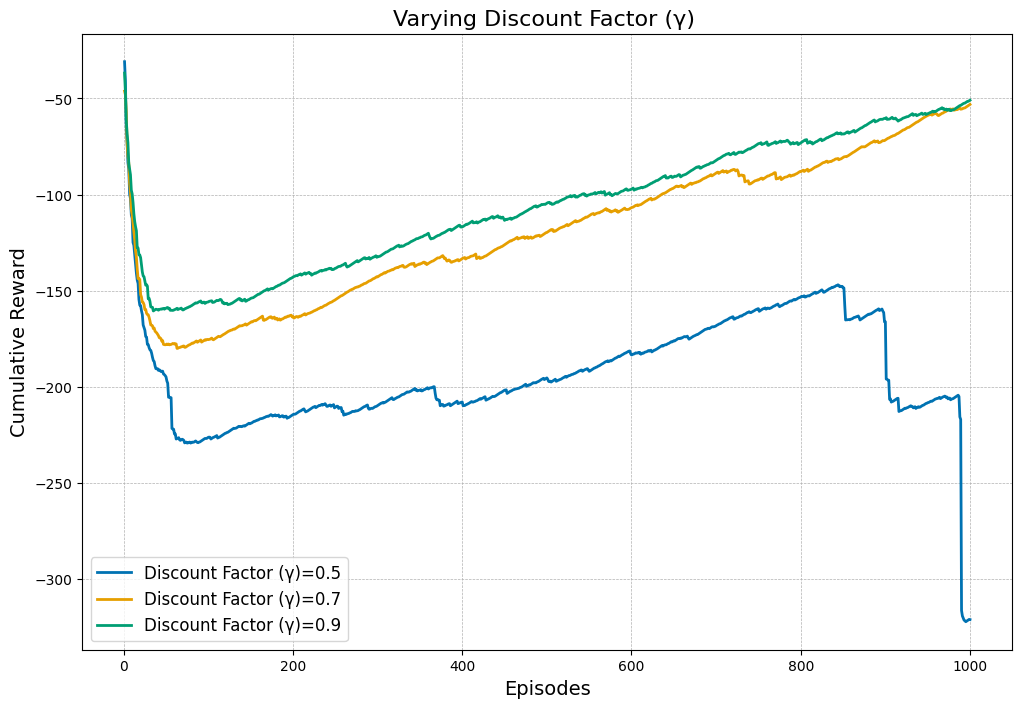 Varying Discount Factor (γ)
Cumulative Reward
−50
−100
−150
−200
−250
−300
Discount Factor (γ)=0.5
Discount Factor (γ)=0.7
Discount Factor (γ)=0.9
0
200
400
600
800
1000
Episodes